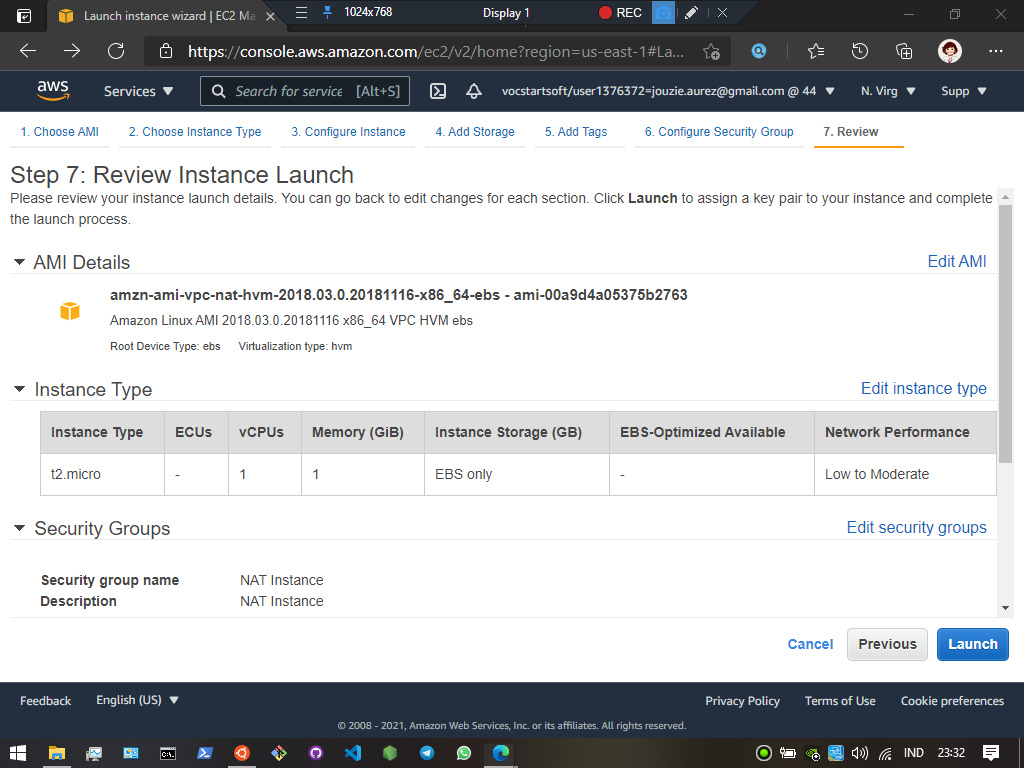 1024x768
Display 1
REC
Launch instance wizard | EC2 Ma
https://console.aws.amazon.com/ec2/v2/home?region=us-east-1#La...
aws
Services
Search for service [Alt+S]
vocstartsoft/user1376372=jouzie.aurez@gmail.com @ 44
N. Virg
Supp
1. Choose AMI
2. Choose Instance Type
3. Configure Instance
4. Add Storage
5. Add Tags
6. Configure Security Group
7. Review
Step 7: Review Instance Launch
Please review your instance launch details. You can go back to edit changes for each section. Click Launch to assign a key pair to your instance and complete
the launch process.
AMI Details
Edit AMI
amzn-ami-vpc-nat-hvm-2018.03.0.20181116-x86_64-ebs - ami-00a9d4a05375b2763
Amazon Linux AMI 2018.03.0.20181116 x86_64 VPC HVM ebs
Root Device Type: ebs Virtualization type: hvm
Instance Type
Edit instance type
Instance Type ECUs vCPUs Memory (GiB) Instance Storage (GB) EBS-Optimized Available Network Performance
t2.micro - 1 1 EBS only - Low to Moderate
Security Groups
Edit security groups
Security group name NAT Instance
Description NAT Instance
Cancel
Previous
Launch
Feedback
English (US)
Privacy Policy
Terms of Use
Cookie preferences
© 2008 - 2021, Amazon Web Services, Inc. or its affiliates. All rights reserved.
IND
23:32